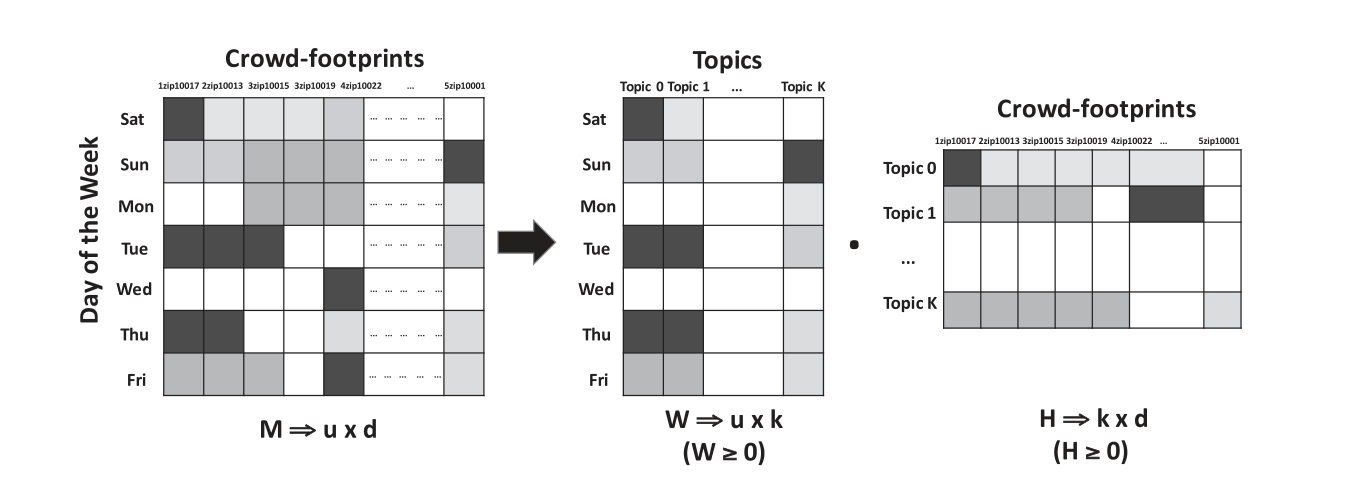 Crowd-footprints
1zip10017 2zip10013 3zip10015 3zip10019 4zip10022 ... 5zip10001
Day of the Week
Sat
... ... ... ... ...
Sun
... ... ... ... ...
Mon
... ... ... ... ...
Tue
... ... ... ... ...
Wed
... ... ... ... ...
Thu
... ... ... ... ...
Fri
... ... ... ... ...
M ⇒ u x d
Topics
Topic 0 Topic 1 ... Topic K
Sat
Sun
Mon
Tue
Wed
Thu
Fri
W ⇒ u x k
(W ≥ 0)
.
Crowd-footprints
1zip10017 2zip10013 3zip10015 3zip10019 4zip10022 ... 5zip10001
Topic 0
Topic 1
...
Topic K
H ⇒ k x d
(H ≥ 0)